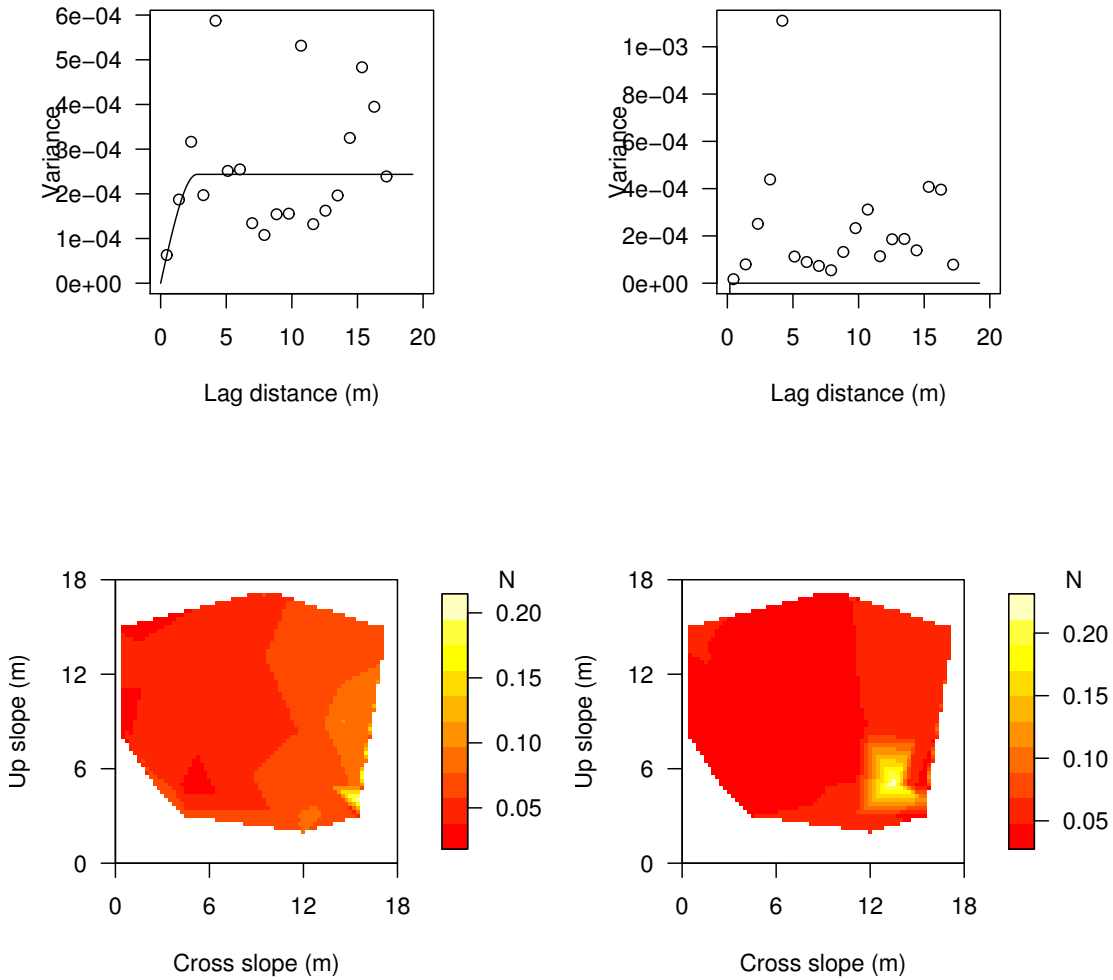 6e−04
5e−04
4e−04
3e−04
2e−04
1e−04
0e+00
Variance
0 5 10 15 20
Lag distance (m)
1e−03
8e−04
6e−04
4e−04
2e−04
0e+00
Variance
0 5 10 15 20
Lag distance (m)
18
12
6
0
Up slope (m)
0 6 12 18
Cross slope (m)
N
0.20
0.15
0.10
0.05
18
12
6
0
Up slope (m)
0 6 12 18
Cross slope (m)
N
0.20
0.15
0.10
0.05